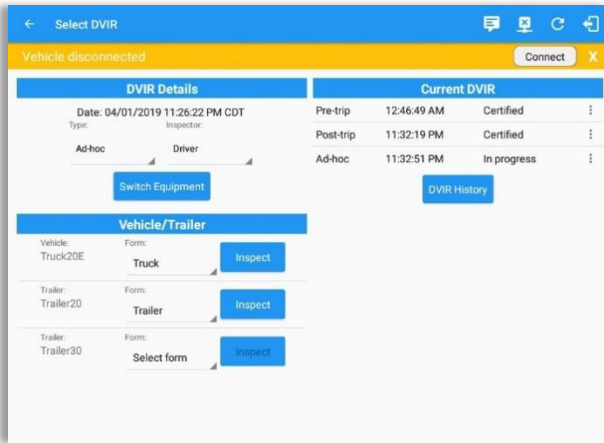 Select DVIR
Vehicle disconnected
Connect X
DVIR Details
Date: 04/01/2019 11:26:22 PM CDT
Type: Inspector:
Ad-hoc Driver
Switch Equipment
Vehicle/Trailer
Vehicle: Form:
Truck20E Truck Inspect
Trailer: Form:
Trailer20 Trailer Inspect
Trailer: Form:
Trailer30 Select form Inspect
Current DVIR
Pre-trip 12:46:49 AM Certified
Post-trip 11:32:19 PM Certified
Ad-hoc 11:32:51 PM In progress
DVIR History